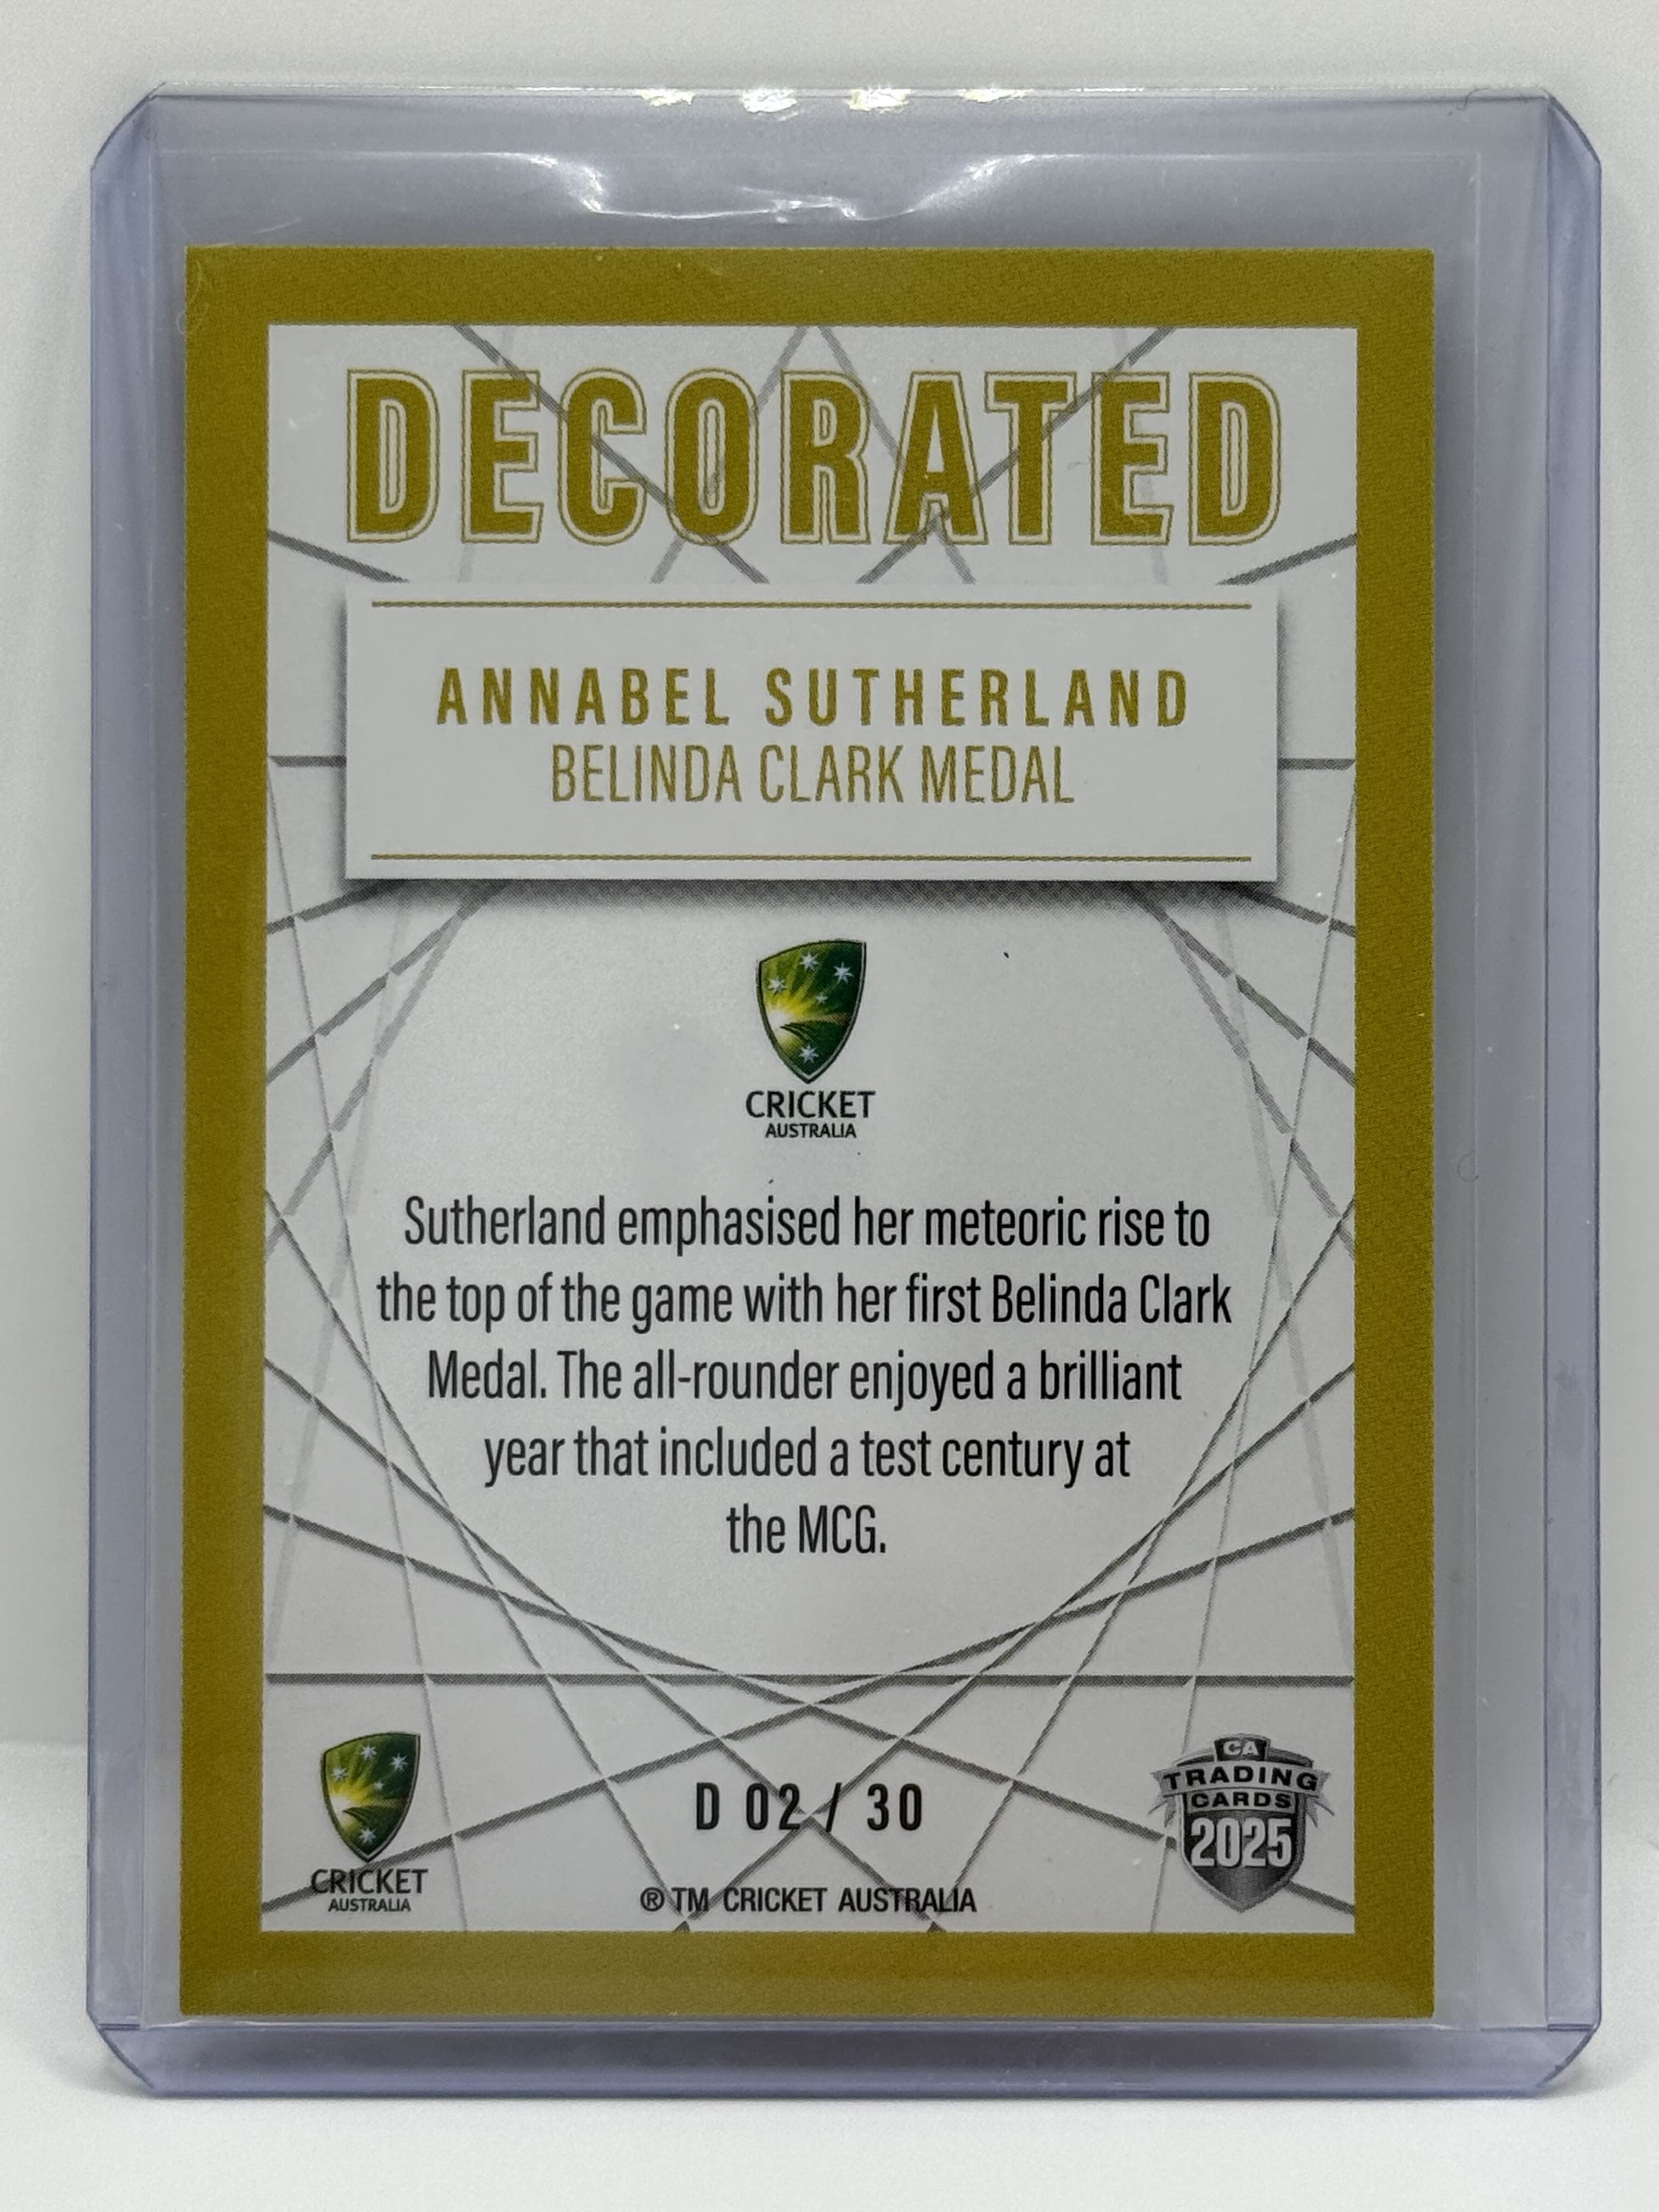 DECORATED
ANNABEL SUTHERLAND
BELINDA CLARK MEDAL
CRICKET
AUSTRALIA
Sutherland emphasised her meteoric rise to
the top of the game with her first Belinda Clark
Medal. The all-rounder enjoyed a brilliant
year that included a test century at
the MCG.
CRICKET
AUSTRALIA
D 02 / 30
® TM CRICKET AUSTRALIA
CA
TRADING
CARDS
2025